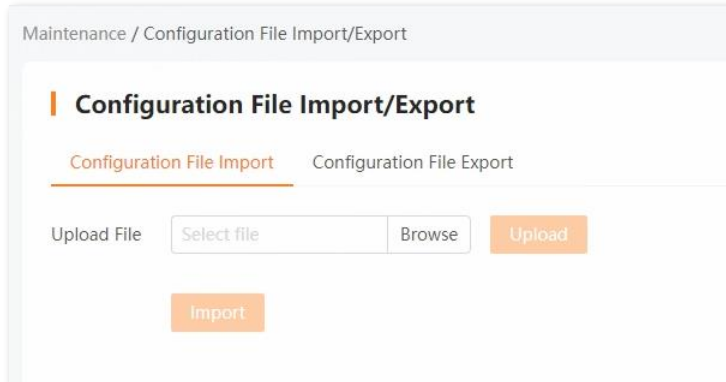 Maintenance / Configuration File Import/Export
Configuration File Import/Export
Configuration File Import Configuration File Export
Upload File Select file Browse Upload
Import